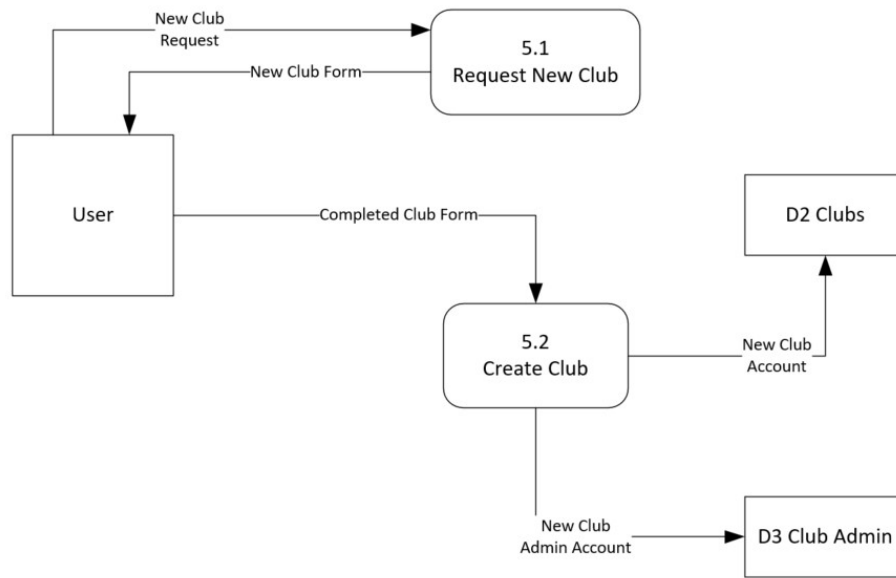 New Club
Request
5.1
Request New Club
New Club Form
User
Completed Club Form
D2 Clubs
5.2
Create Club
New Club
Account
New Club
Admin Account
D3 Club Admin